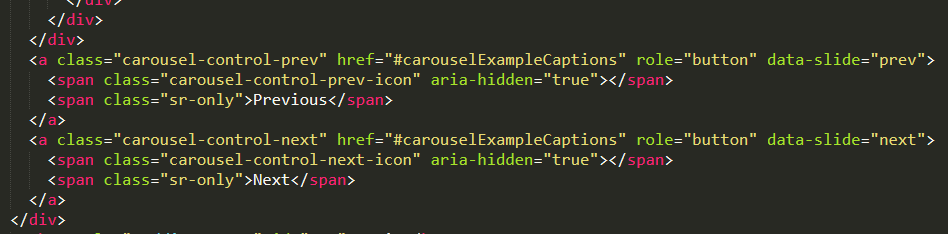 </div>
</div>
</div>
<a class="carousel-control-prev" href="#carouselExampleCaptions" role="button" data-slide="prev">
<span class="carousel-control-prev-icon" aria-hidden="true"></span>
<span class="sr-only">Previous</span>
</a>
<a class="carousel-control-next" href="#carouselExampleCaptions" role="button" data-slide="next">
<span class="carousel-control-next-icon" aria-hidden="true"></span>
<span class="sr-only">Next</span>
</a>
</div>